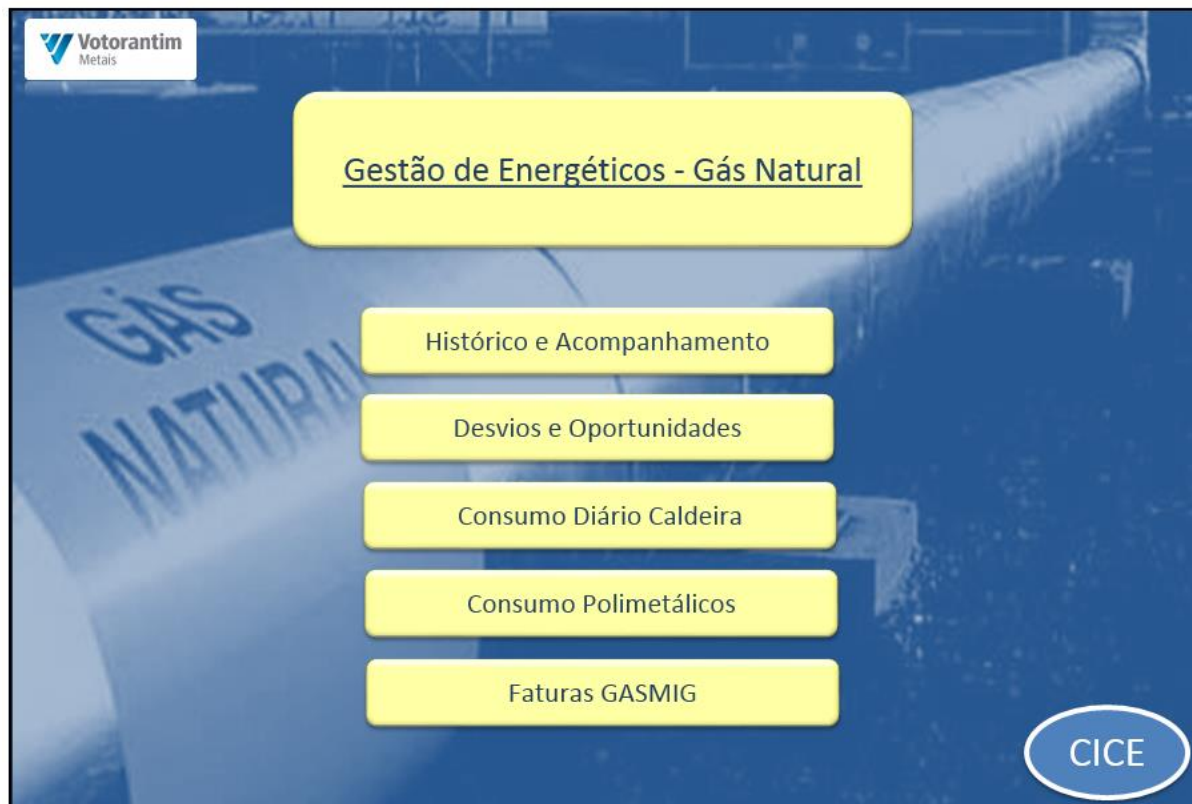 Votorantim
Metais
Gestão de Energéticos - Gás Natural
GÁS
NATURAL
Histórico e Acompanhamento
Desvios e Oportunidades
Consumo Diário Caldeira
Consumo Polimetálicos
Faturas GASMIG
CICE